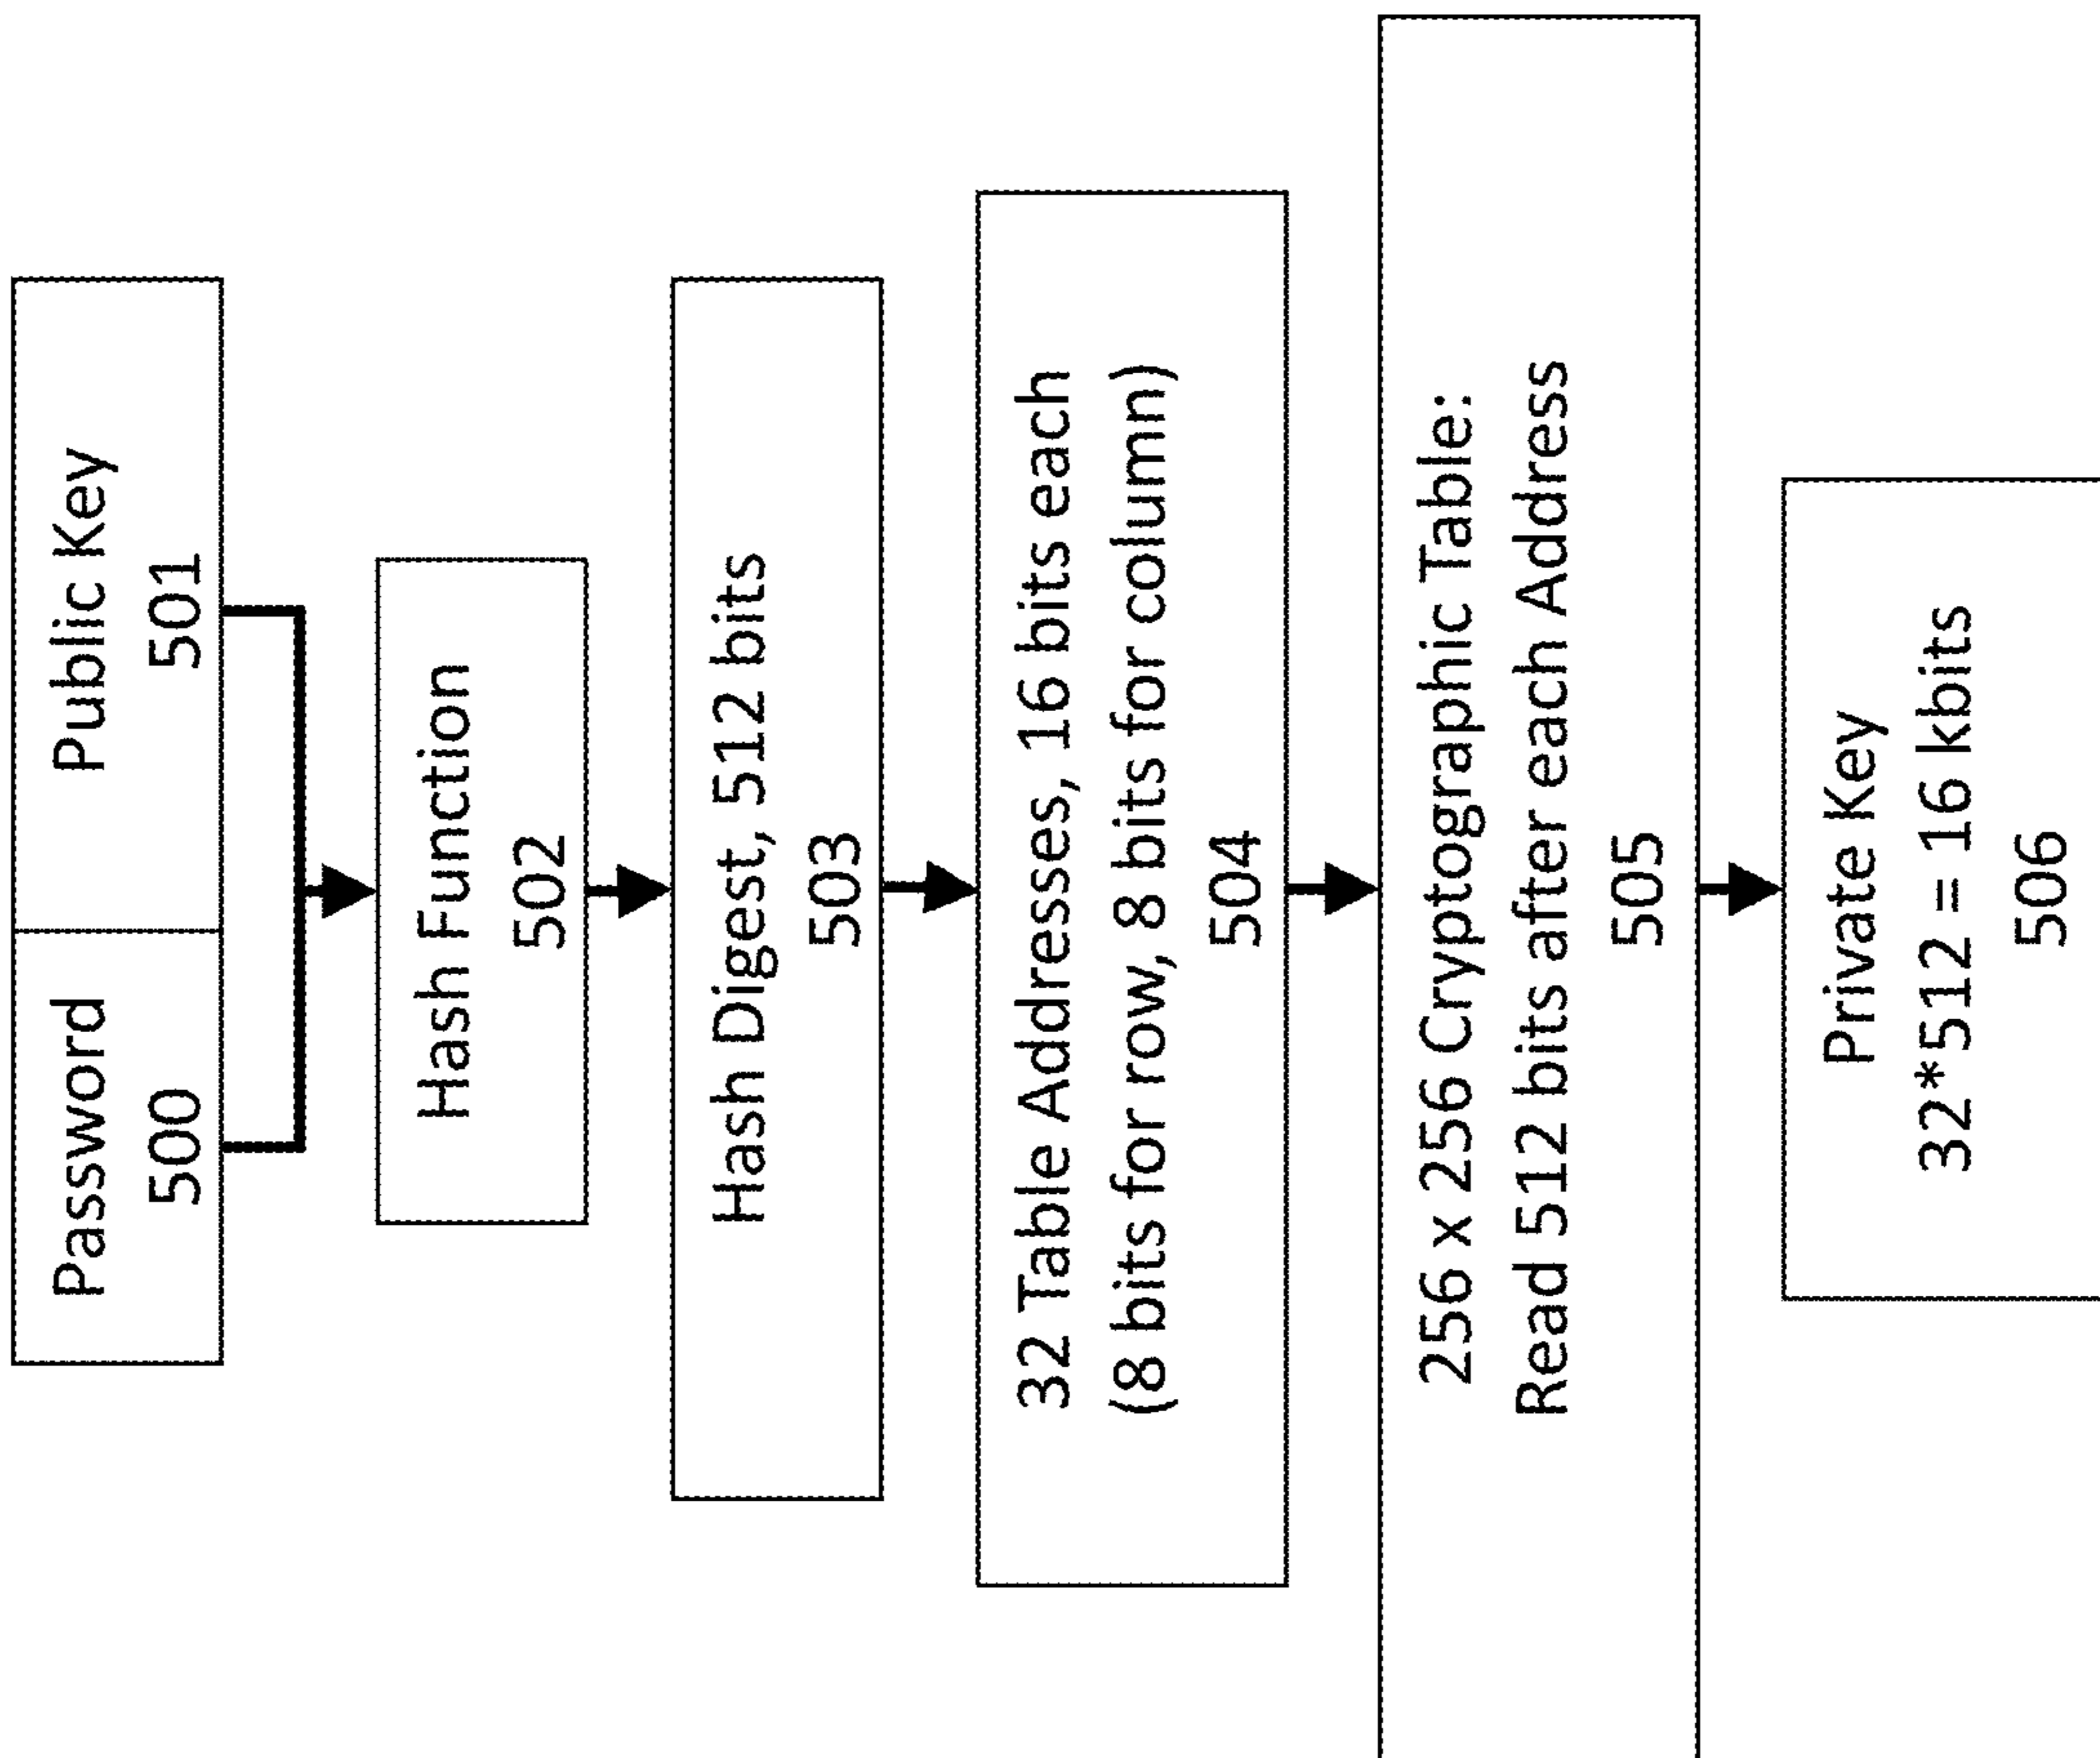 Password
500
Public Key
501
Hash Function
502
Hash Digest, 512 bits
503
32 Table Addresses, 16 bits each
(8 bits for row, 8 bits for column)
504
256 x 256 Cryptographic Table:
Read 512 bits after each Address
505
Private Key
32*512 = 16 kbits
506